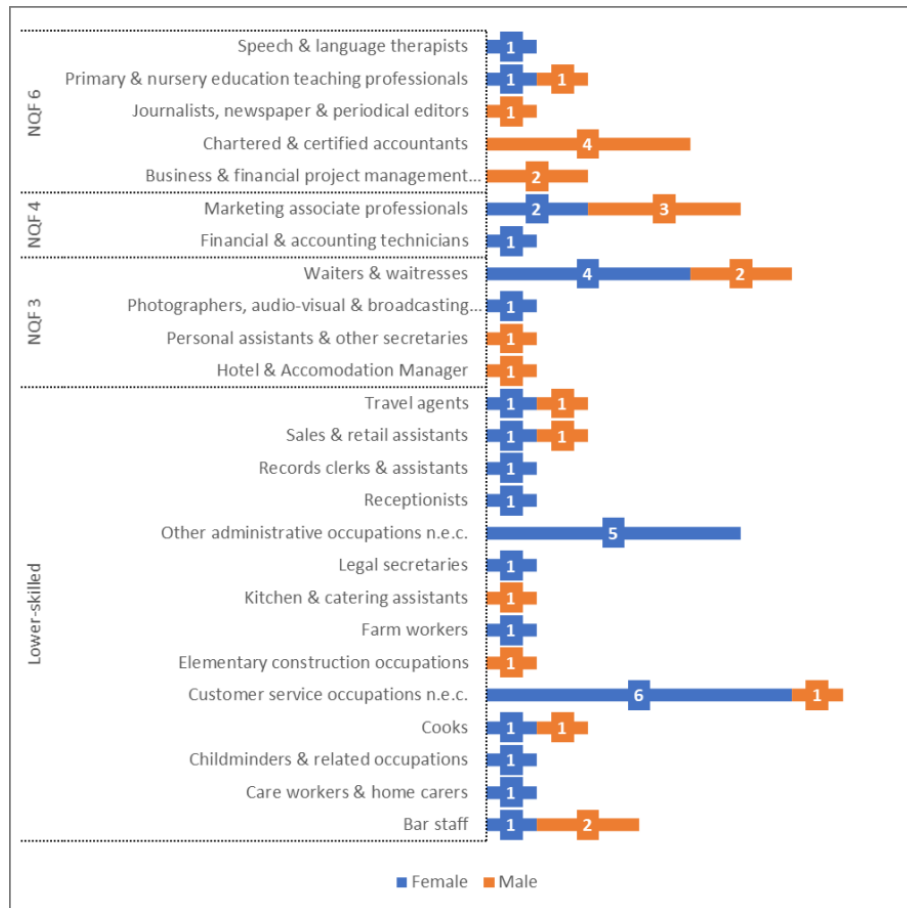 NQF 6
Speech & language therapists 1
Primary & nursery education teaching professionals 1 1
Journalists, newspaper & periodical editors 1
Chartered & certified accountants 4
Business & financial project management... 2
NQF 4
Marketing associate professionals 2 3
Financial & accounting technicians 1
NQF 3
Waiters & waitresses 4 2
Photographers, audio-visual & broadcasting... 1
Personal assistants & other secretaries 1
Hotel & Accomodation Manager 1
Lower-skilled
Travel agents 1 1
Sales & retail assistants 1 1
Records clerks & assistants 1
Receptionists 1
Other administrative occupations n.e.c. 5
Legal secretaries 1
Kitchen & catering assistants 1
Farm workers 1
Elementary construction occupations 1
Customer service occupations n.e.c. 6 1
Cooks 1 1
Childminders & related occupations 1
Care workers & home carers 1
Bar staff 1 2
Female Male